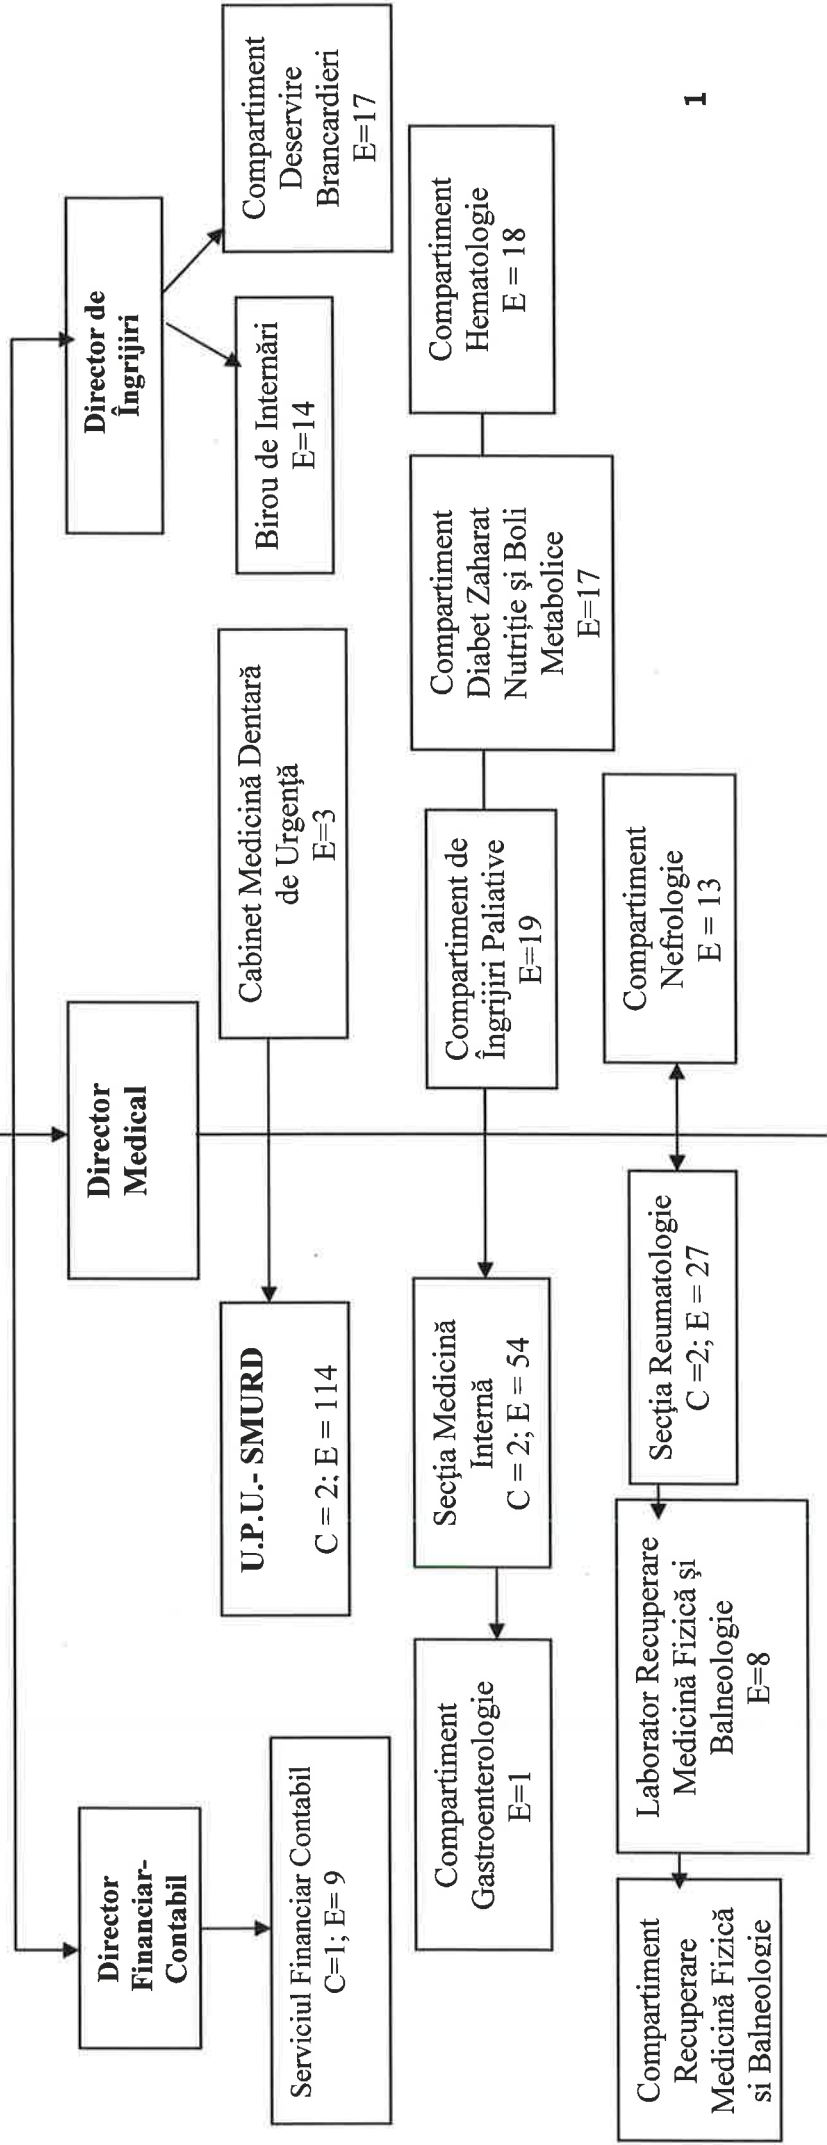 Director
Financiar-
Contabil
Director
Medical
Director de
Îngrijiri
Serviciul Financiar Contabil
C=1; E= 9
U.P.U.- SMURD
C = 2; E = 114
Cabinet Medicină Dentară
de Urgență
E=3
Birou de Internări
E=14
Compartiment
Deservire
Brancardieri
E=17
Compartiment
Gastroenterologie
E=1
Secția Medicină
Internă
C = 2; E = 54
Compartiment de
Îngrijiri Paliative
E=19
Compartiment
Diabet Zaharat
Nutriție și Boli
Metabolice
E=17
Compartiment
Hematologie
E = 18
Compartiment
Recuperare
Medicină Fizică
si Balneologie
Laborator Recuperare
Medicină Fizică și
Balneologie
E=8
Secția Reumatologie
C =2; E = 27
Compartiment
Nefrologie
E = 13
1